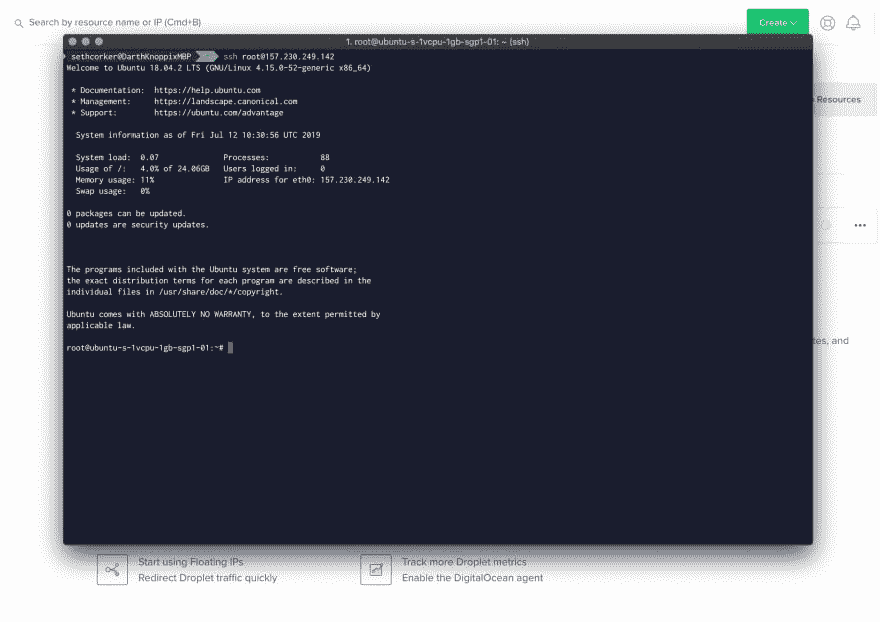 Search by resource name or IP (Cmd+B)
Create
1. root@ubuntu-s-1vcpu-1gb-sgp1-01: ~ (ssh)
sethcorker@DarthKnoppixMBP ssh root@157.230.249.142
Welcome to Ubuntu 18.04.2 LTS (GNU/Linux 4.15.0-52-generic x86_64)
* Documentation: https://help.ubuntu.com
* Management: https://landscape.canonical.com
* Support: https://ubuntu.com/advantage
System information as of Fri Jul 12 10:30:56 UTC 2019
System load: 0.07 Processes: 88
Usage of /: 4.0% of 24.06GB Users logged in: 0
Memory usage: 11% IP address for eth0: 157.230.249.142
Swap usage: 0%
0 packages can be updated.
0 updates are security updates.
The programs included with the Ubuntu system are free software;
the exact distribution terms for each program are described in the
individual files in /usr/share/doc/*/copyright.
Ubuntu comes with ABSOLUTELY NO WARRANTY, to the extent permitted by
applicable law.
root@ubuntu-s-1vcpu-1gb-sgp1-01:~#
Resources
and
Start using Floating IPs
Redirect Droplet traffic quickly
Track more Droplet metrics
Enable the DigitalOcean agent